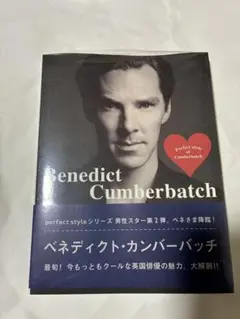 Perfect style
of
Cumberbatch
Benedict
Cumberbatch
perfect styleシリーズ 男性スター第2弾、ベネさま降臨!
ベネディクト・カンバーバッチ
最旬! 今もっともクールな英国俳優の魅力、大解剖!!